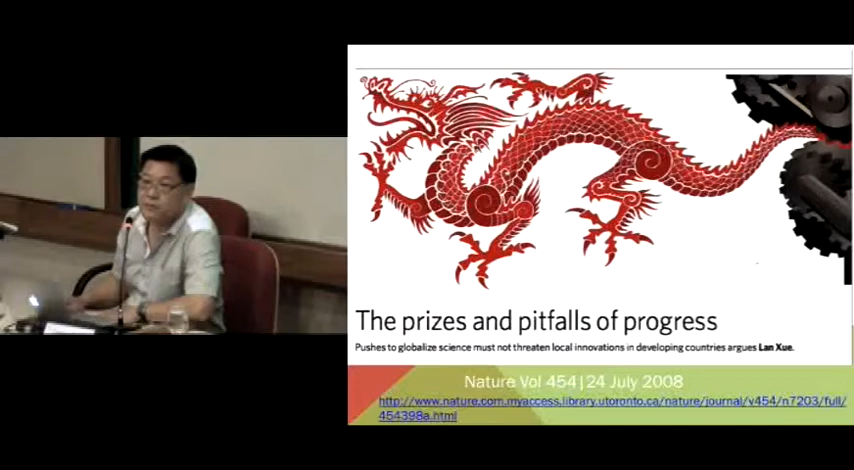 The prizes and pitfalls of progress
Pushes to globalize science must not threaten local innovations in developing countries argues Lan Xue.
Nature Vol 454|24 July 2008
http://www.nature.com.myaccess.library.utoronto.ca/nature/journal/v454/n7203/full/
454398a.html